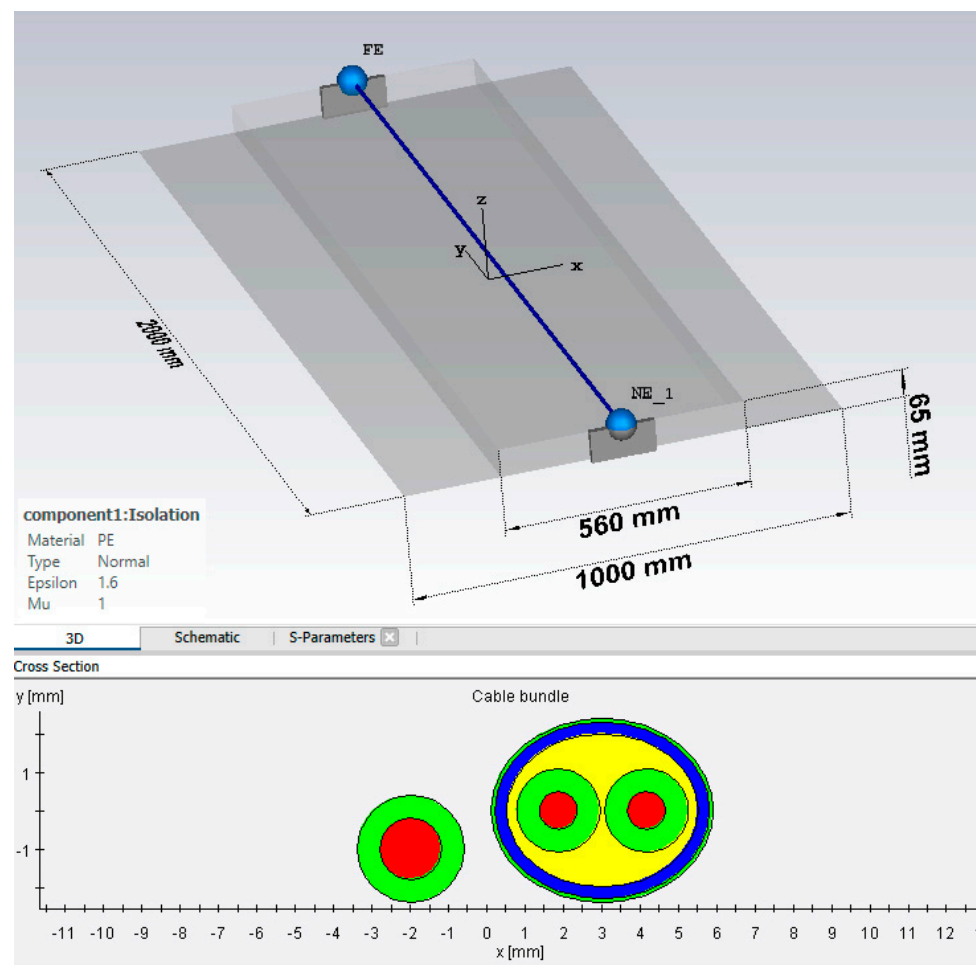 FE
z
y
x
2000 mm
NE_1
65 mm
560 mm
1000 mm
component1:Isolation
Material PE
Type Normal
Epsilon 1.6
Mu 1
3D Schematic S-Parameters
Cross Section
y [mm]
Cable bundle
1
-1
-11 -10 -9 -8 -7 -6 -5 -4 -3 -2 -1 0 1 2 3 4 5 6 7 8 9 10 11 12
x [mm]